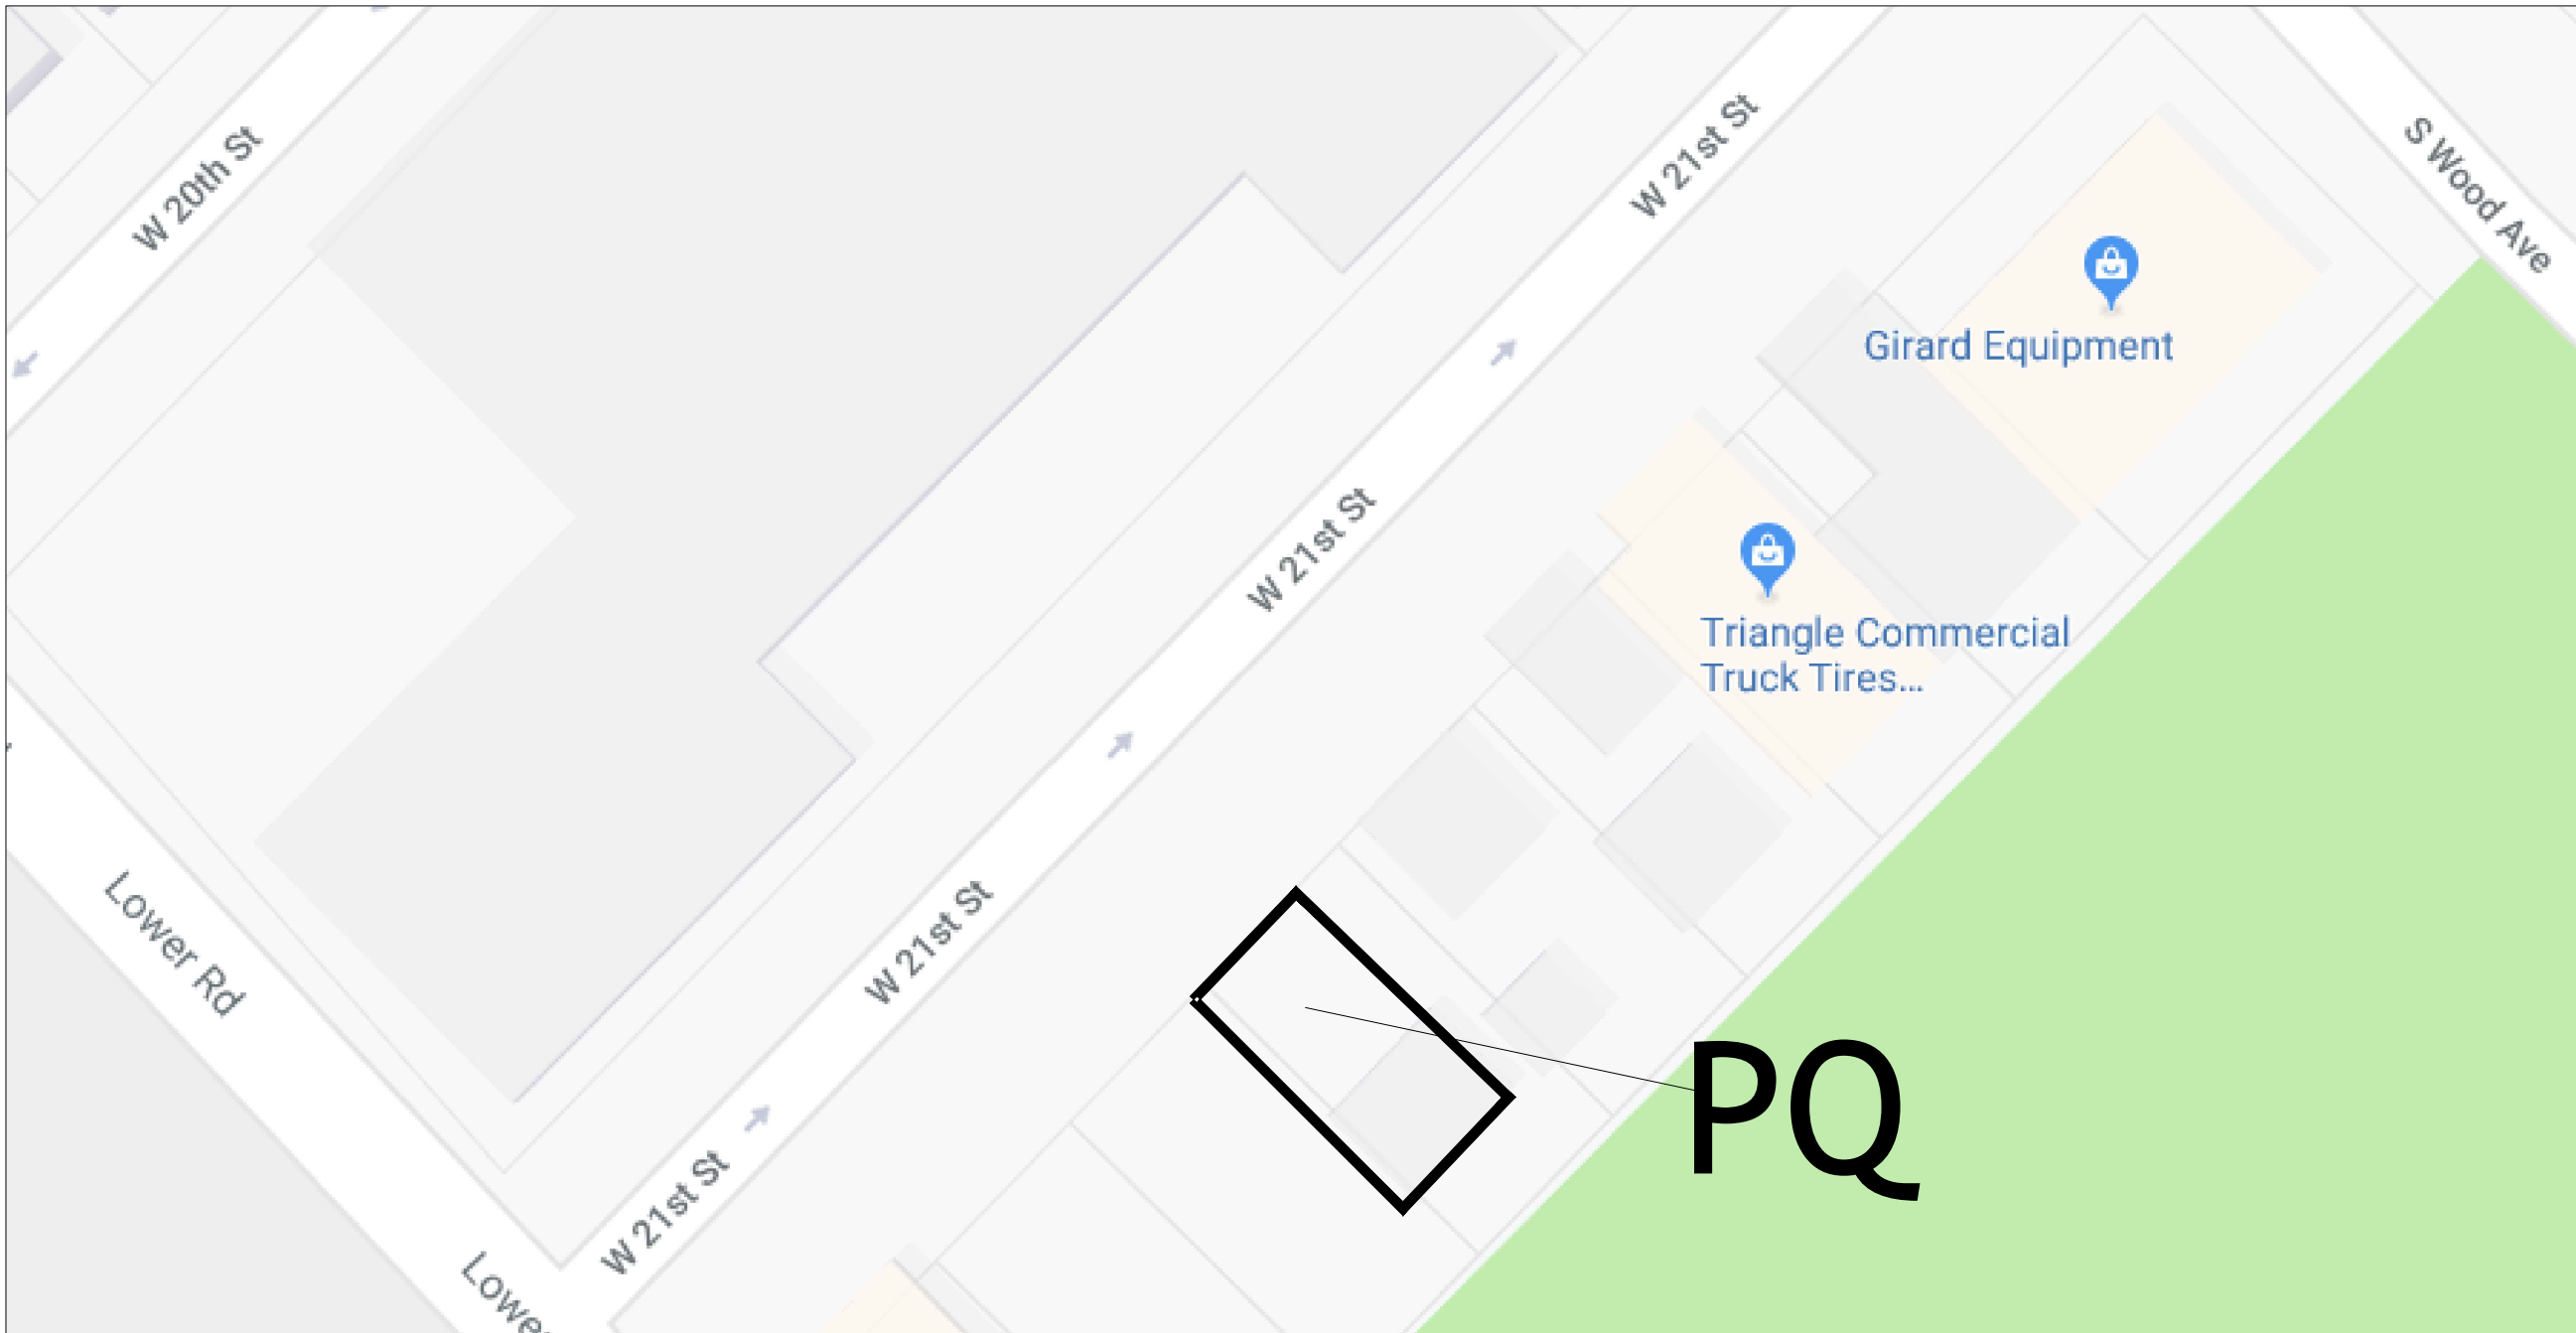 W 20th St
W 21st St
S Wood Ave
Girard Equipment
W 21st St
Triangle Commercial
Truck Tires...
W 21st St
Lower Rd
PQ
W 21st St